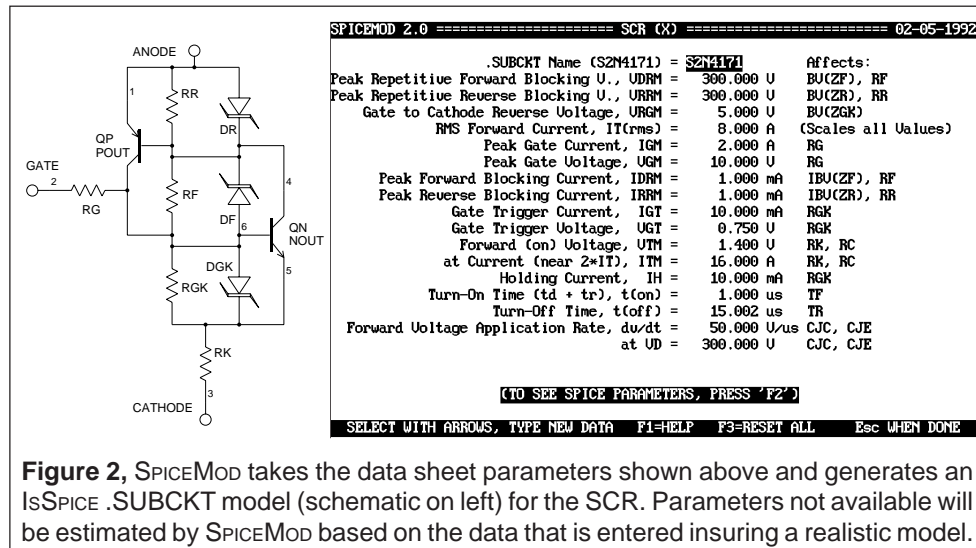 ANODE
1
RR
DR
QP
POUT
GATE
2
RG
RF
4
DF
6
QN
NOUT
DGK
5
RGK
RK
3
CATHODE
SPICEMOD 2.0 ====================== SCR (X) ========================== 02-05-1992
.SUBCKT Name (S2N4171) = S2N4171 Affects:
Peak Repetitive Forward Blocking V., VDRM = 300.000 V BV(ZF), RF
Peak Repetitive Reverse Blocking V., VRRM = 300.000 V BV(ZR), RR
Gate to Cathode Reverse Voltage, VRGM = 5.000 V BV(ZGK)
RMS Forward Current, IT(rms) = 8.000 A (Scales all Values)
Peak Gate Current, IGM = 2.000 A RG
Peak Gate Voltage, VGM = 10.000 V RG
Peak Forward Blocking Current, IDRM = 1.000 mA IBV(ZF), RF
Peak Reverse Blocking Current, IRRM = 1.000 mA IBV(ZR), RR
Gate Trigger Current, IGT = 10.000 mA RGK
Gate Trigger Voltage, VGT = 0.750 V RGK
Forward (on) Voltage, VTM = 1.400 V RK, RC
at Current (near 2*IT), ITM = 16.000 A RK, RC
Holding Current, IH = 10.000 mA RGK
Turn-On Time (td + tr), t(on) = 1.000 us TF
Turn-Off Time, t(off) = 15.002 us TR
Forward Voltage Application Rate, dv/dt = 50.000 V/us CJC, CJE
at VD = 300.000 V CJC, CJE
(TO SEE SPICE PARAMETERS, PRESS 'F2')
SELECT WITH ARROWS, TYPE NEW DATA F1=HELP F3=RESET ALL Esc WHEN DONE
Figure 2, SPICEMOD takes the data sheet parameters shown above and generates an
ISSPICE .SUBCKT model (schematic on left) for the SCR. Parameters not available will
be estimated by SPICEMOD based on the data that is entered insuring a realistic model.